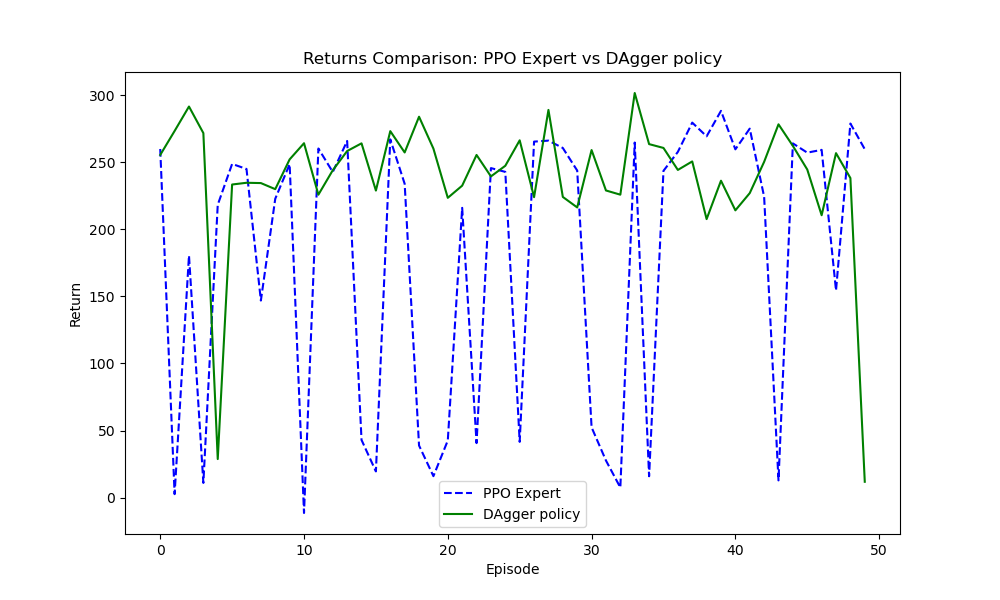 Returns Comparison: PPO Expert vs DAgger policy
Return
300
250
200
150
100
50
0
PPO Expert
DAgger policy
0 10 20 30 40 50
Episode